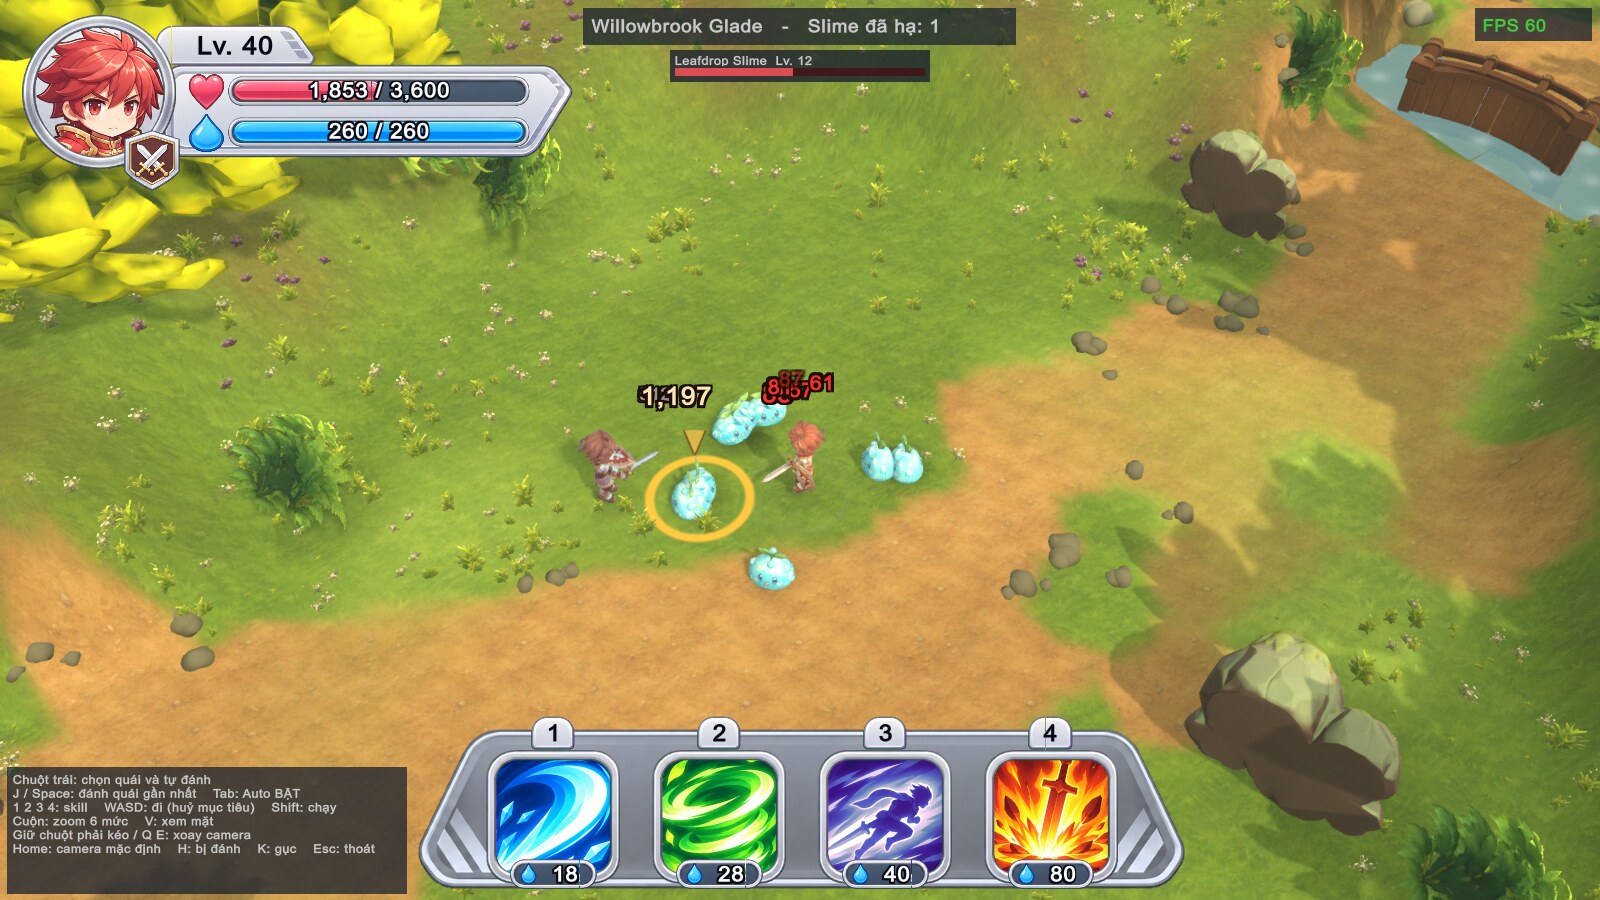 Willowbrook Glade - Slime đã hạ: 1
FPS 60
Lv. 40
Leafdrop Slime Lv. 12
1,853 / 3,600
260 / 260
1,197
61
1
2
3
4
Chuột trái: chọn quái và tự đánh
J / Space: đánh quái gần nhất Tab: Auto BẬT
1 2 3 4: skill WASD: đi (huỷ mục tiêu) Shift: chạy
Cuộn: zoom 6 mức V: xem mặt
Giữ chuột phải kéo / Q E: xoay camera
Home: camera mặc định H: bị đánh K: gục Esc: thoát
18
28
40
80